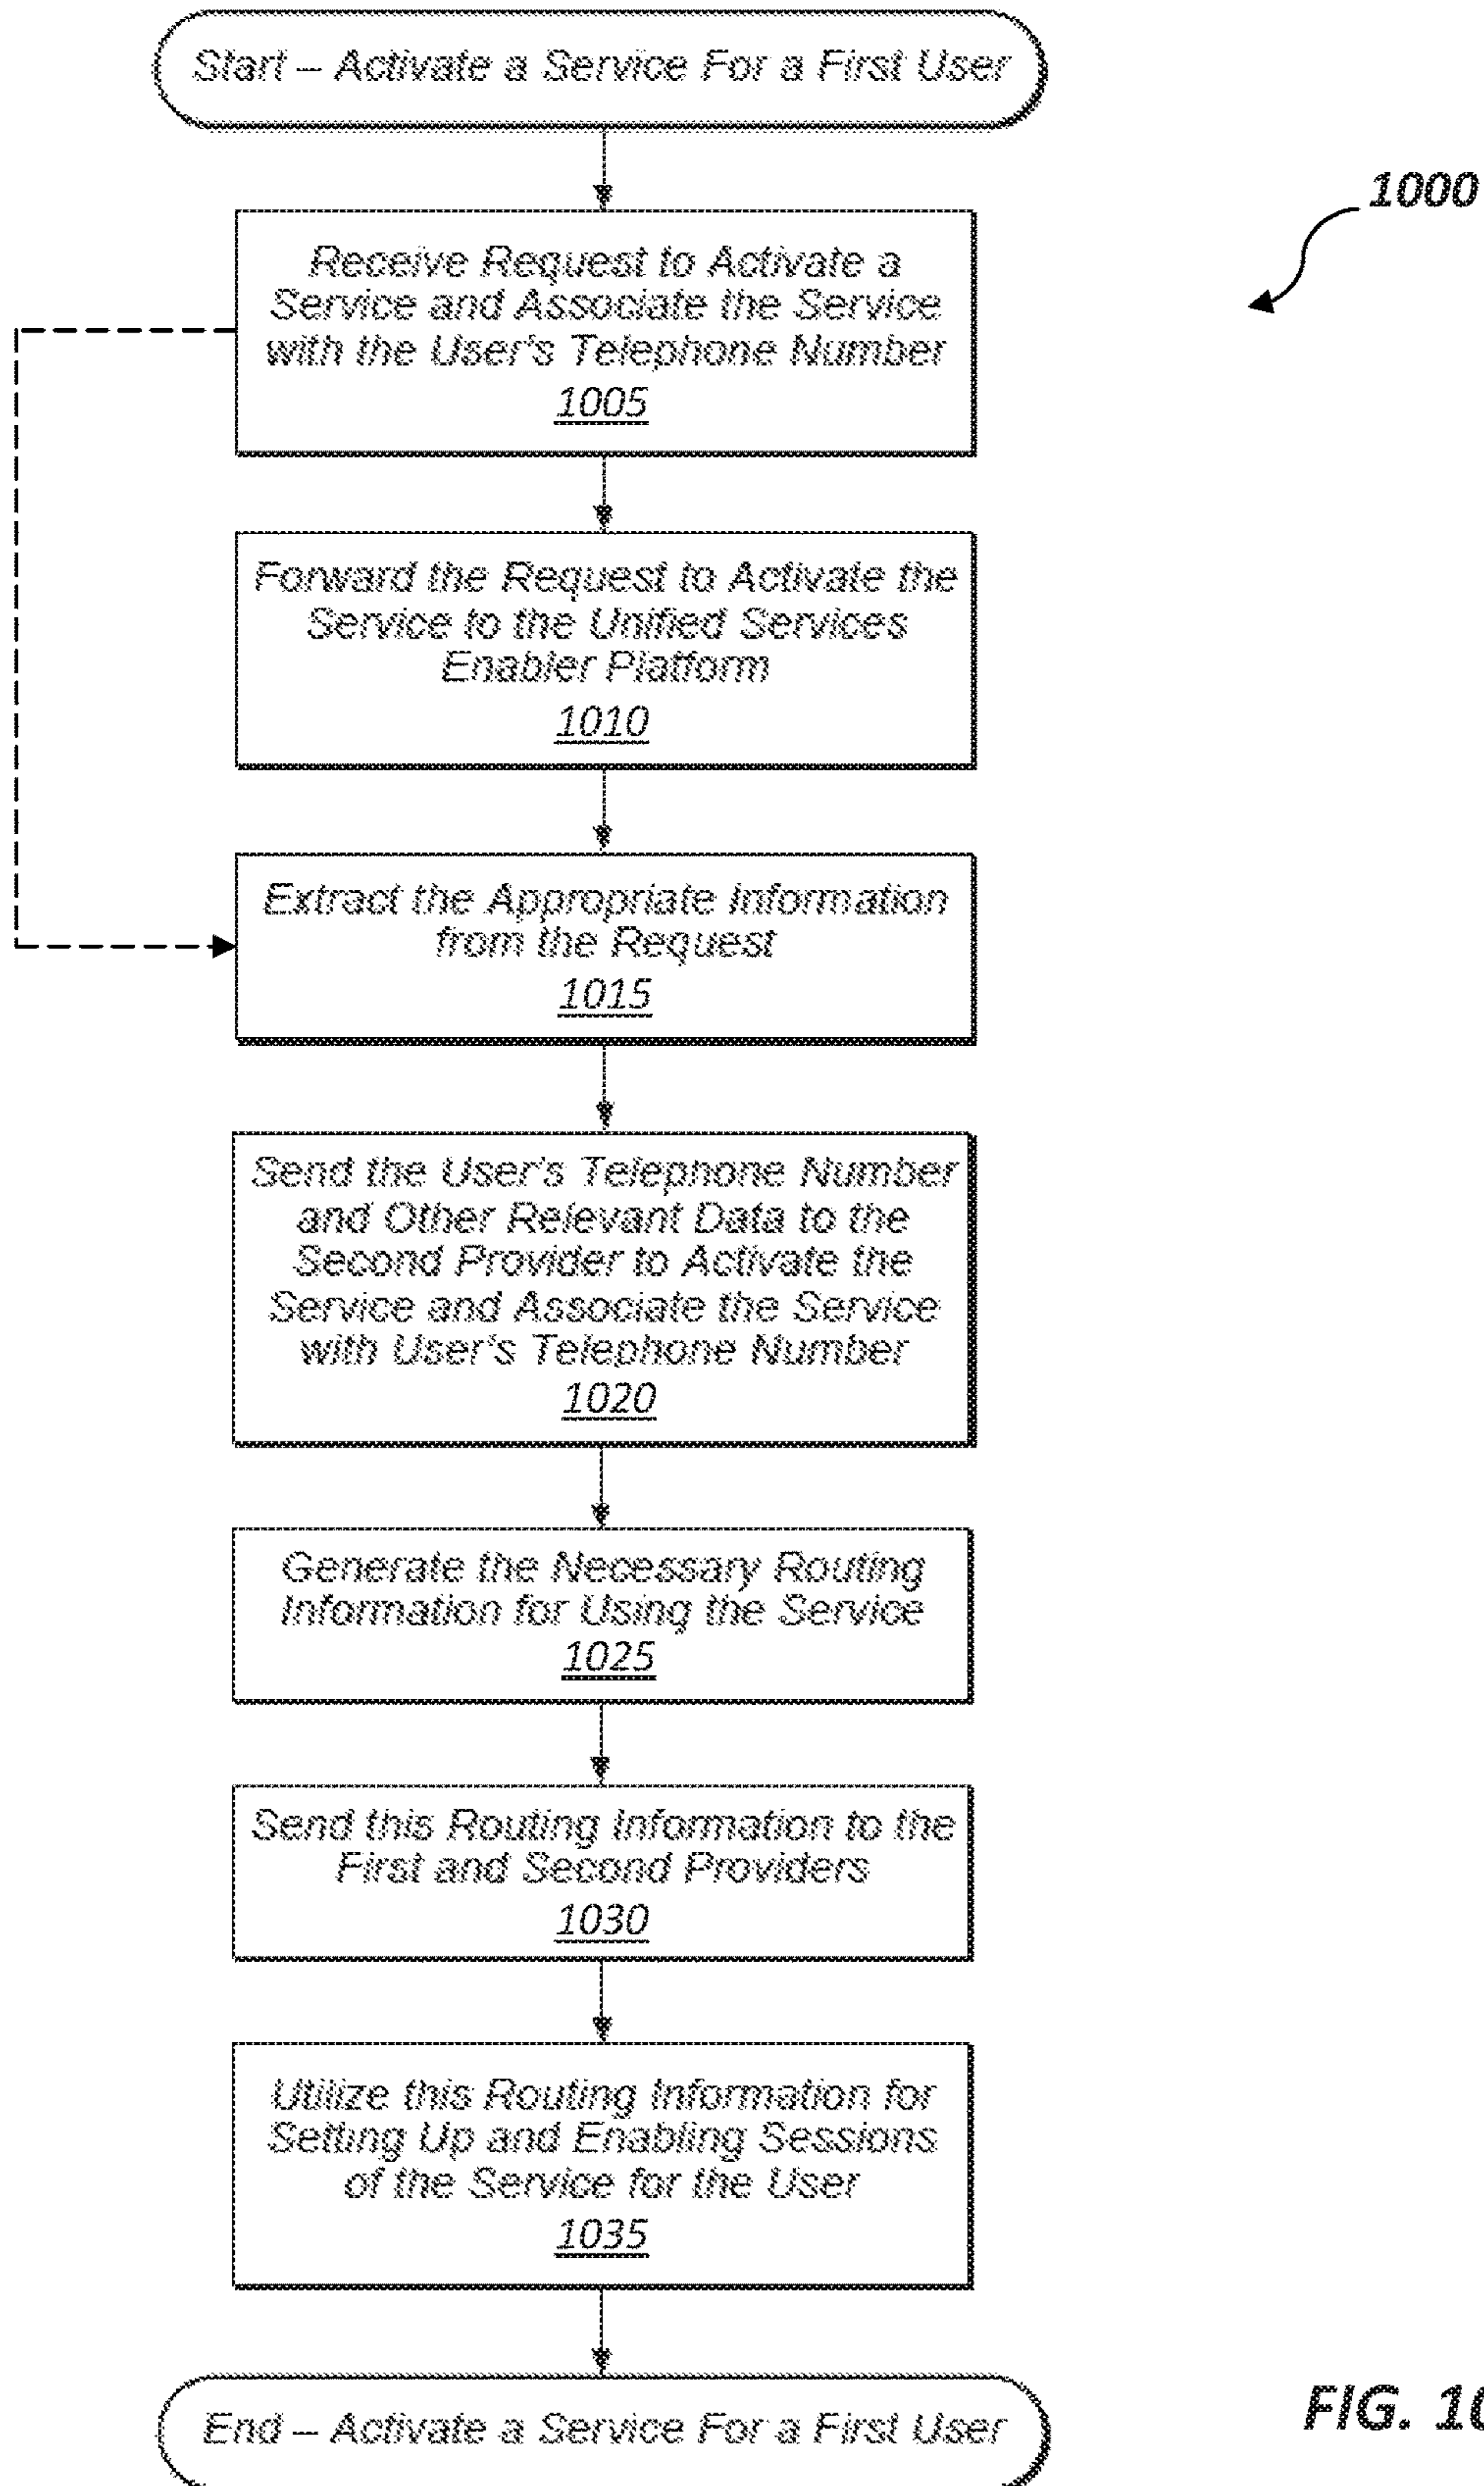 Start – Activate a Service For a First User
1000
Receive Request to Activate a
Service and Associate the Service
with the User's Telephone Number
1005
Forward the Request to Activate the
Service to the Unified Services
Enabler Platform
1010
Extract the Appropriate Information
from the Request
1015
Send the User's Telephone Number
and Other Relevant Data to the
Second Provider to Activate the
Service and Associate the Service
with User's Telephone Number
1020
Generate the Necessary Routing
Information for Using the Service
1025
Send this Routing Information to the
First and Second Providers
1030
Utilize this Routing Information for
Setting Up and Enabling Sessions
of the Service for the User
1035
End – Activate a Service For a First User
FIG. 10